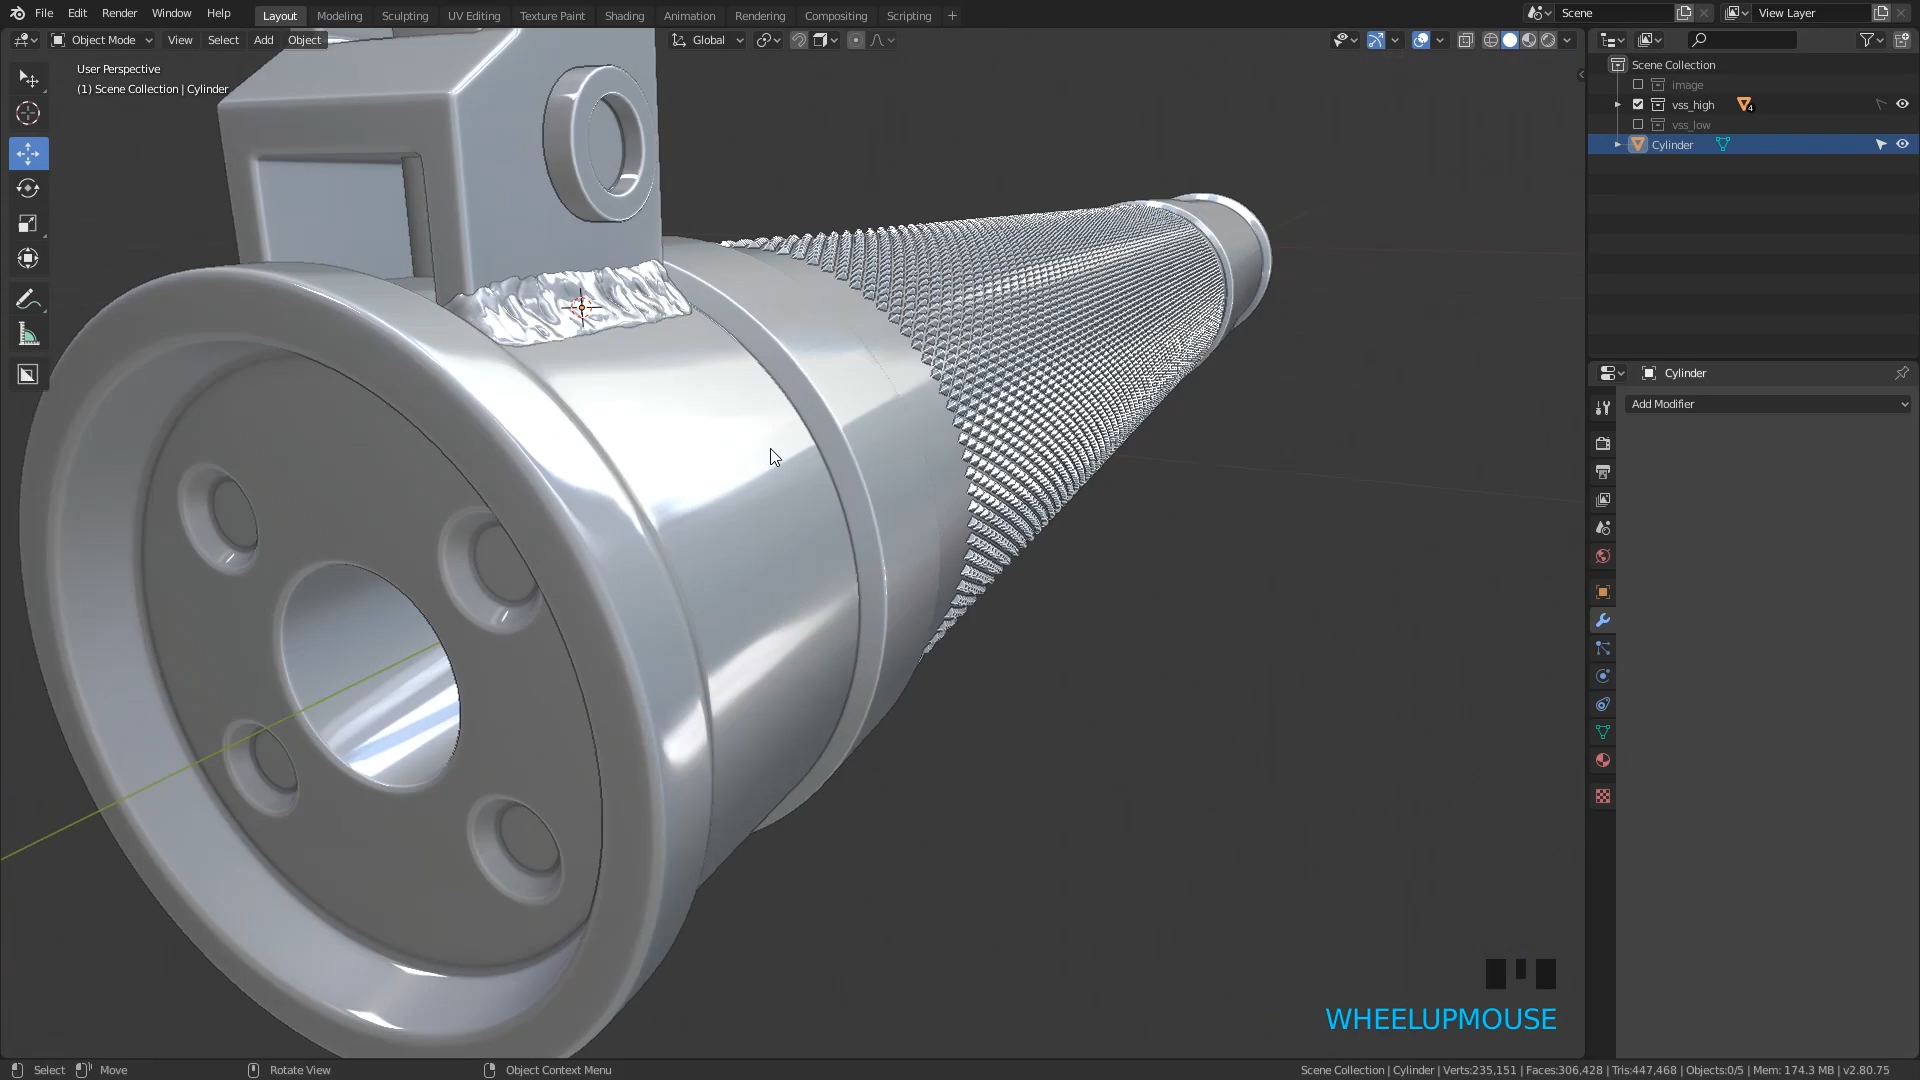 File Edit Render Window Help Layout Modeling Sculpting UV Editing Texture Paint Shading Animation Rendering Compositing Scripting + Scene View Layer
Object Mode View Select Add Object Global
User Perspective
(1) Scene Collection | Cylinder
Scene Collection
image
vss_high 4
vss_low
Cylinder
Cylinder
Add Modifier
WHEELUPMOUSE
Select Move Rotate View Object Context Menu Scene Collection | Cylinder | Verts:235,151 | Faces:306,428 | Tris:447,468 | Objects:0/5 | Mem: 174.3 MB | v2.80.75